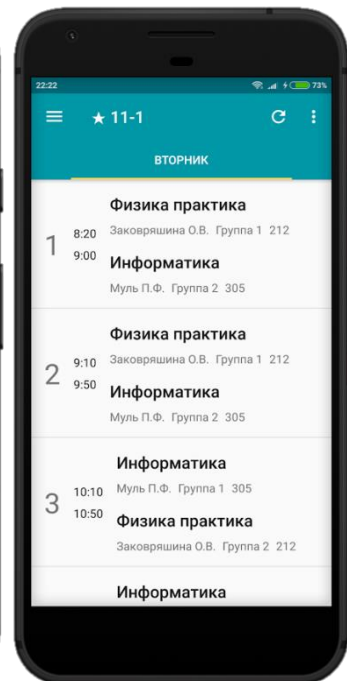 22:22 73%
★ 11-1
ВТОРНИК
Физика практика
1 8:20 Заковряшина О.В. Группа 1 212
9:00 Информатика
Муль П.Ф. Группа 2 305
Физика практика
2 9:10 Заковряшина О.В. Группа 1 212
9:50 Информатика
Муль П.Ф. Группа 2 305
Информатика
3 10:10 Муль П.Ф. Группа 1 305
10:50 Физика практика
Заковряшина О.В. Группа 2 212
Информатика